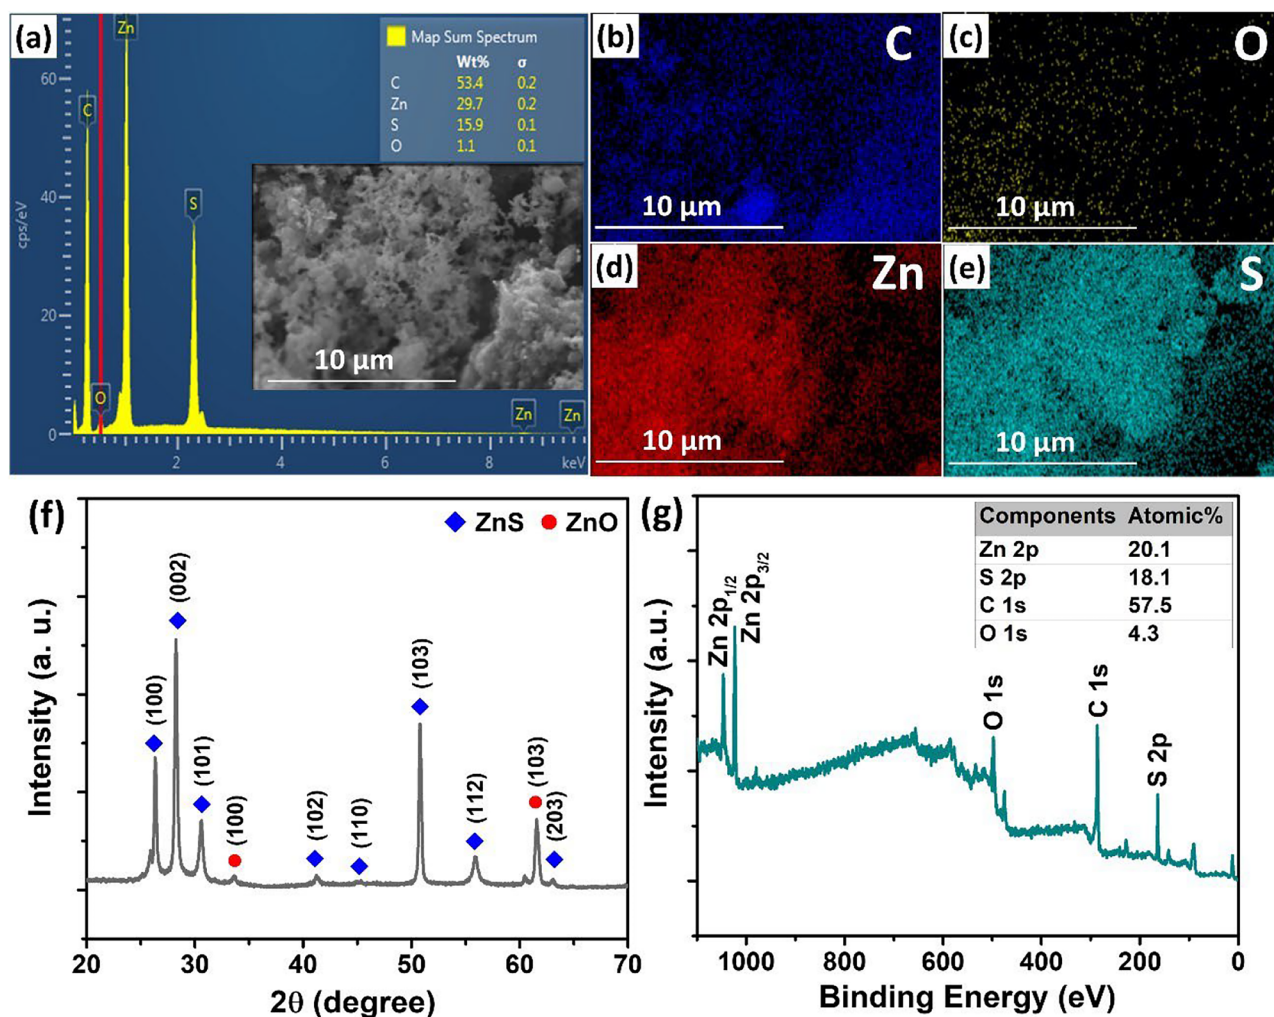 (a)
Zn
C
S
O
Zn
Zn
Map Sum Spectrum
Wt% σ
C 53.4 0.2
Zn 29.7 0.2
S 15.9 0.1
O 1.1 0.1
10 µm
60
40
20
0
cps/eV
2 4 6 8 keV
(b) C
10 µm
(c) O
10 µm
(d) Zn
10 µm
(e) S
10 µm
(f)
ZnS ZnO
(100)
(002)
(101)
(100)
(102)
(110)
(103)
(112)
(103)
(203)
Intensity (a. u.)
20 30 40 50 60 70
2θ (degree)
(g)
Components Atomic%
Zn 2p 20.1
S 2p 18.1
C 1s 57.5
O 1s 4.3
Zn 2p1/2
Zn 2p3/2
O 1s
C 1s
S 2p
Intensity (a.u.)
1000 800 600 400 200 0
Binding Energy (eV)